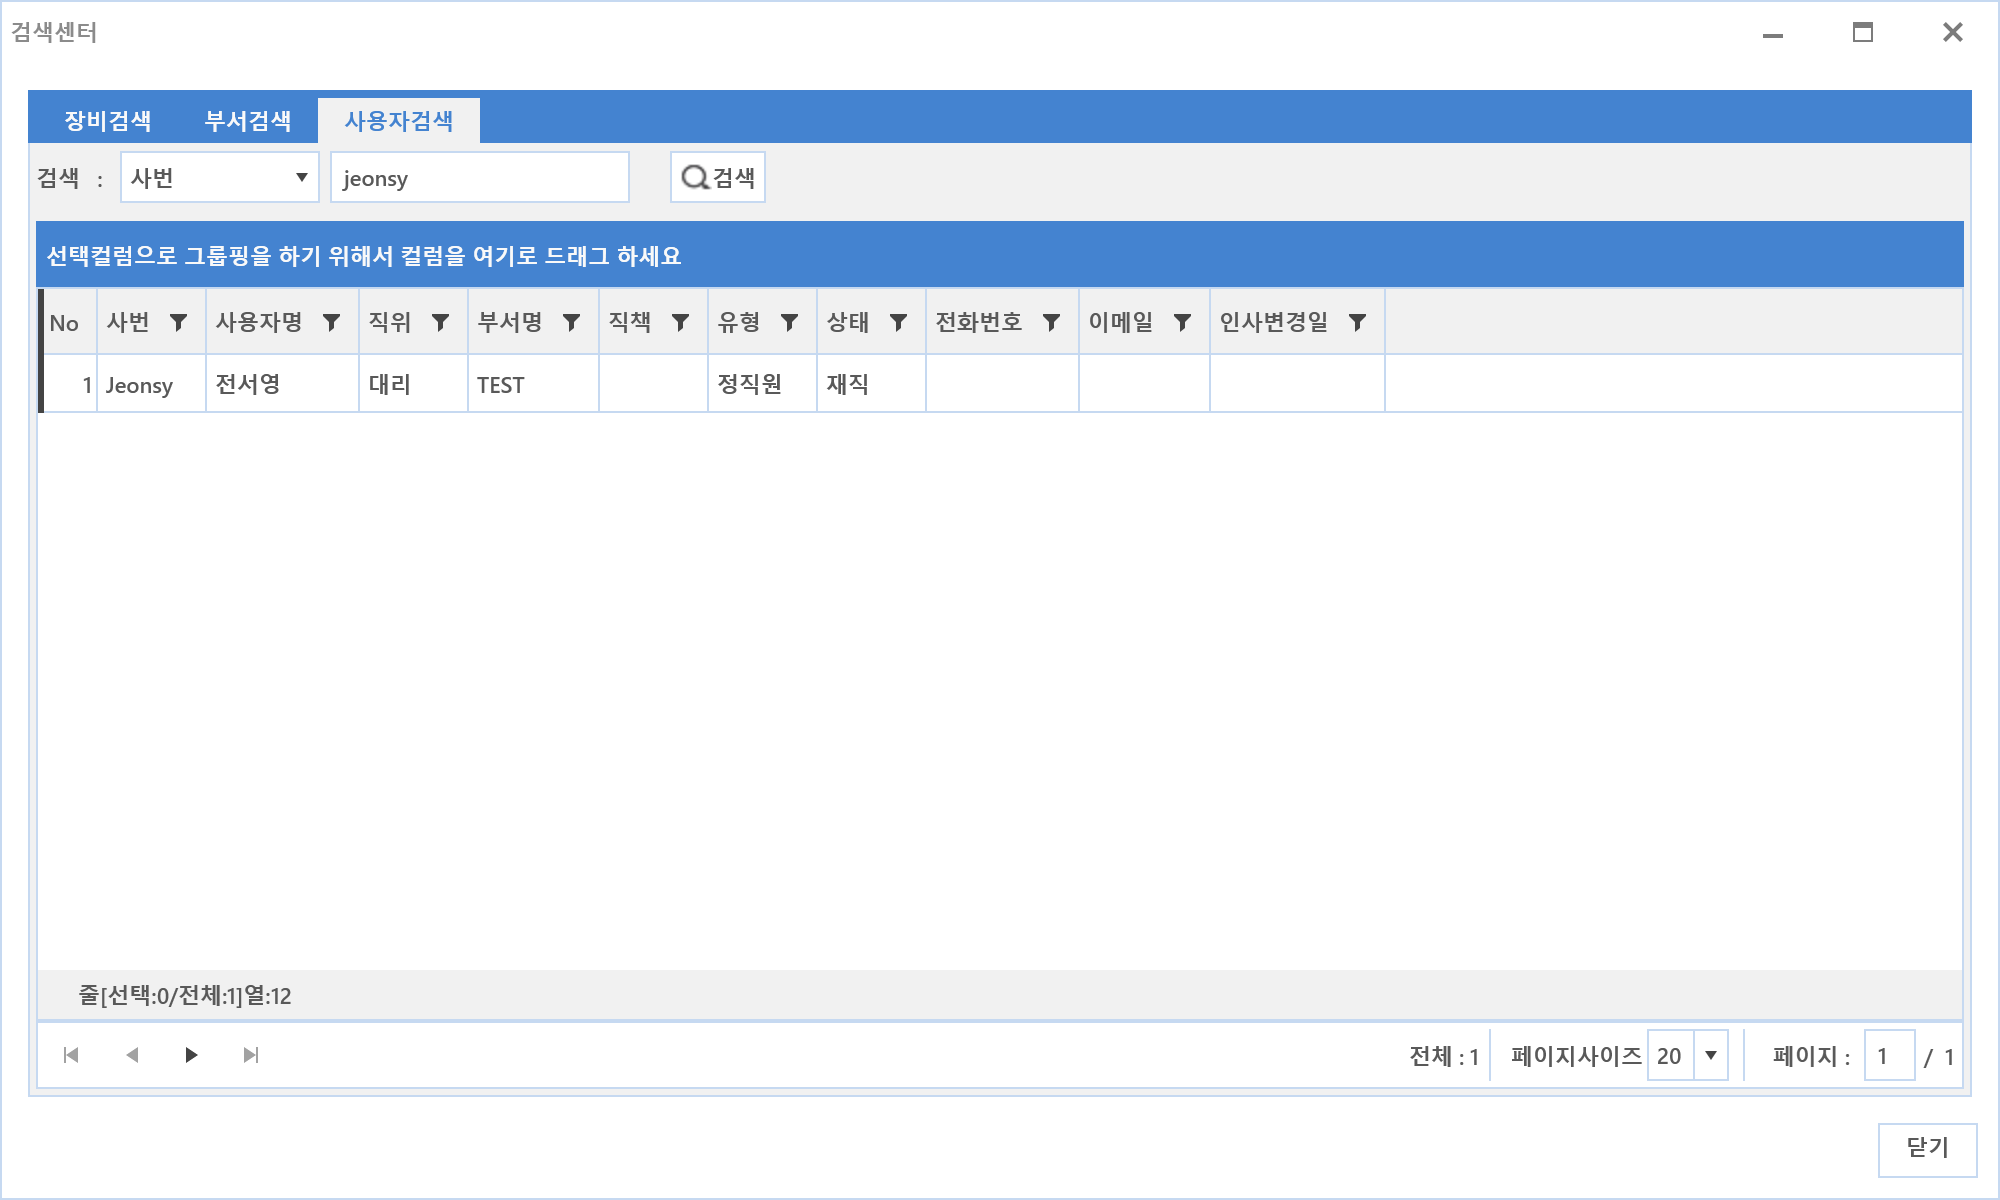 검색센터
장비검색 부서검색 사용자검색
검색 : 사번 jeonsy 검색
선택컬럼으로 그룹핑을 하기 위해서 컬럼을 여기로 드래그 하세요
No 사번 사용자명 직위 부서명 직책 유형 상태 전화번호 이메일 인사변경일
1 Jeonsy 전서영 대리 TEST 정직원 재직
줄[선택:0/전체:1]열:12
전체 : 1 페이지사이즈 20 페이지 : 1 / 1
닫기